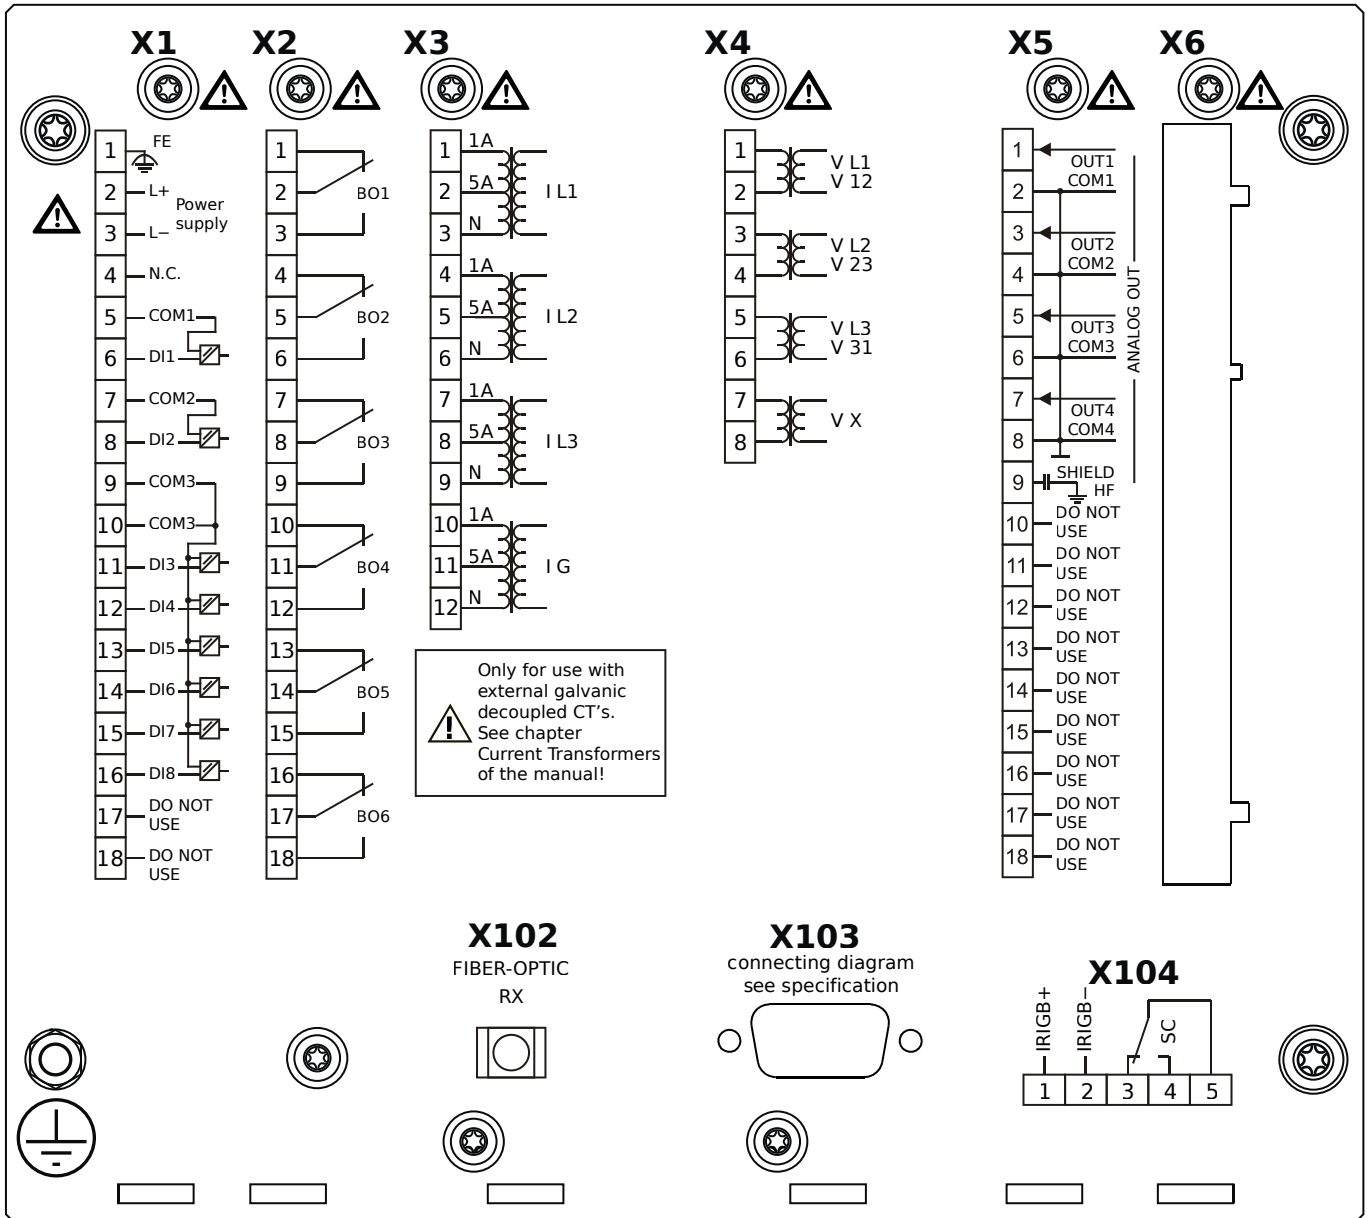 X1
1 FE
2 L+
Power
supply
3 L–
4 N.C.
5 COM1
6 DI1
7 COM2
8 DI2
9 COM3
10 COM3
11 DI3
12 DI4
13 DI5
14 DI6
15 DI7
16 DI8
17 DO NOT
USE
18 DO NOT
USE
X2
1
2 BO1
3
4
5 BO2
6
7
8 BO3
9
10
11 BO4
12
13
14 BO5
15
16
17 BO6
18
X3
1 1A
2 5A I L1
3 N
4 1A
5 5A I L2
6 N
7 1A
8 5A I L3
9 N
10 1A
11 5A I G
12 N
Only for use with
external galvanic
decoupled CT's.
See chapter
Current Transformers
of the manual!
X4
1 V L1
2 V 12
3 V L2
4 V 23
5 V L3
6 V 31
7 V X
8
X5
1 OUT1
2 COM1
3 OUT2
4 COM2
5 OUT3
6 COM3
7 OUT4
8 COM4
ANALOG OUT
9 SHIELD
HF
10 DO NOT
USE
11 DO NOT
USE
12 DO NOT
USE
13 DO NOT
USE
14 DO NOT
USE
15 DO NOT
USE
16 DO NOT
USE
17 DO NOT
USE
18 DO NOT
USE
X6
X102
FIBER-OPTIC
RX
X103
connecting diagram
see specification
X104
IRIGB+
IRIGB–
SC
1 2 3 4 5